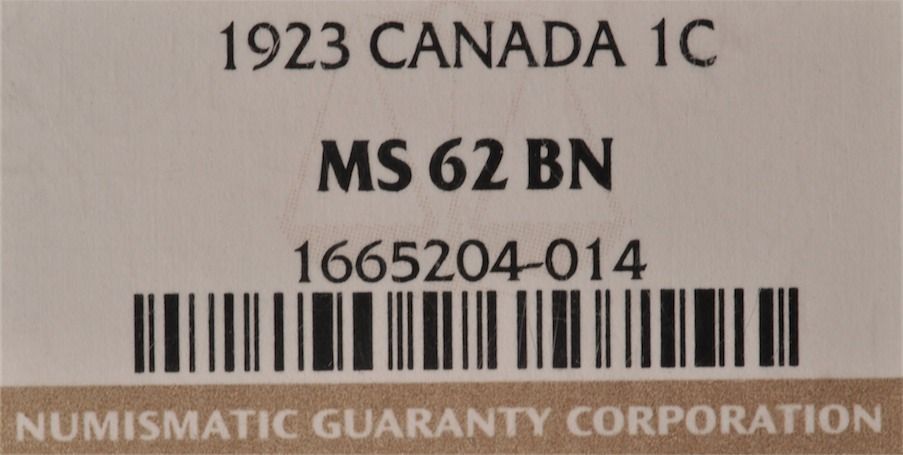 1923 CANADA 1C
MS 62 BN
1665204-014
NUMISMATIC GUARANTY CORPORATION